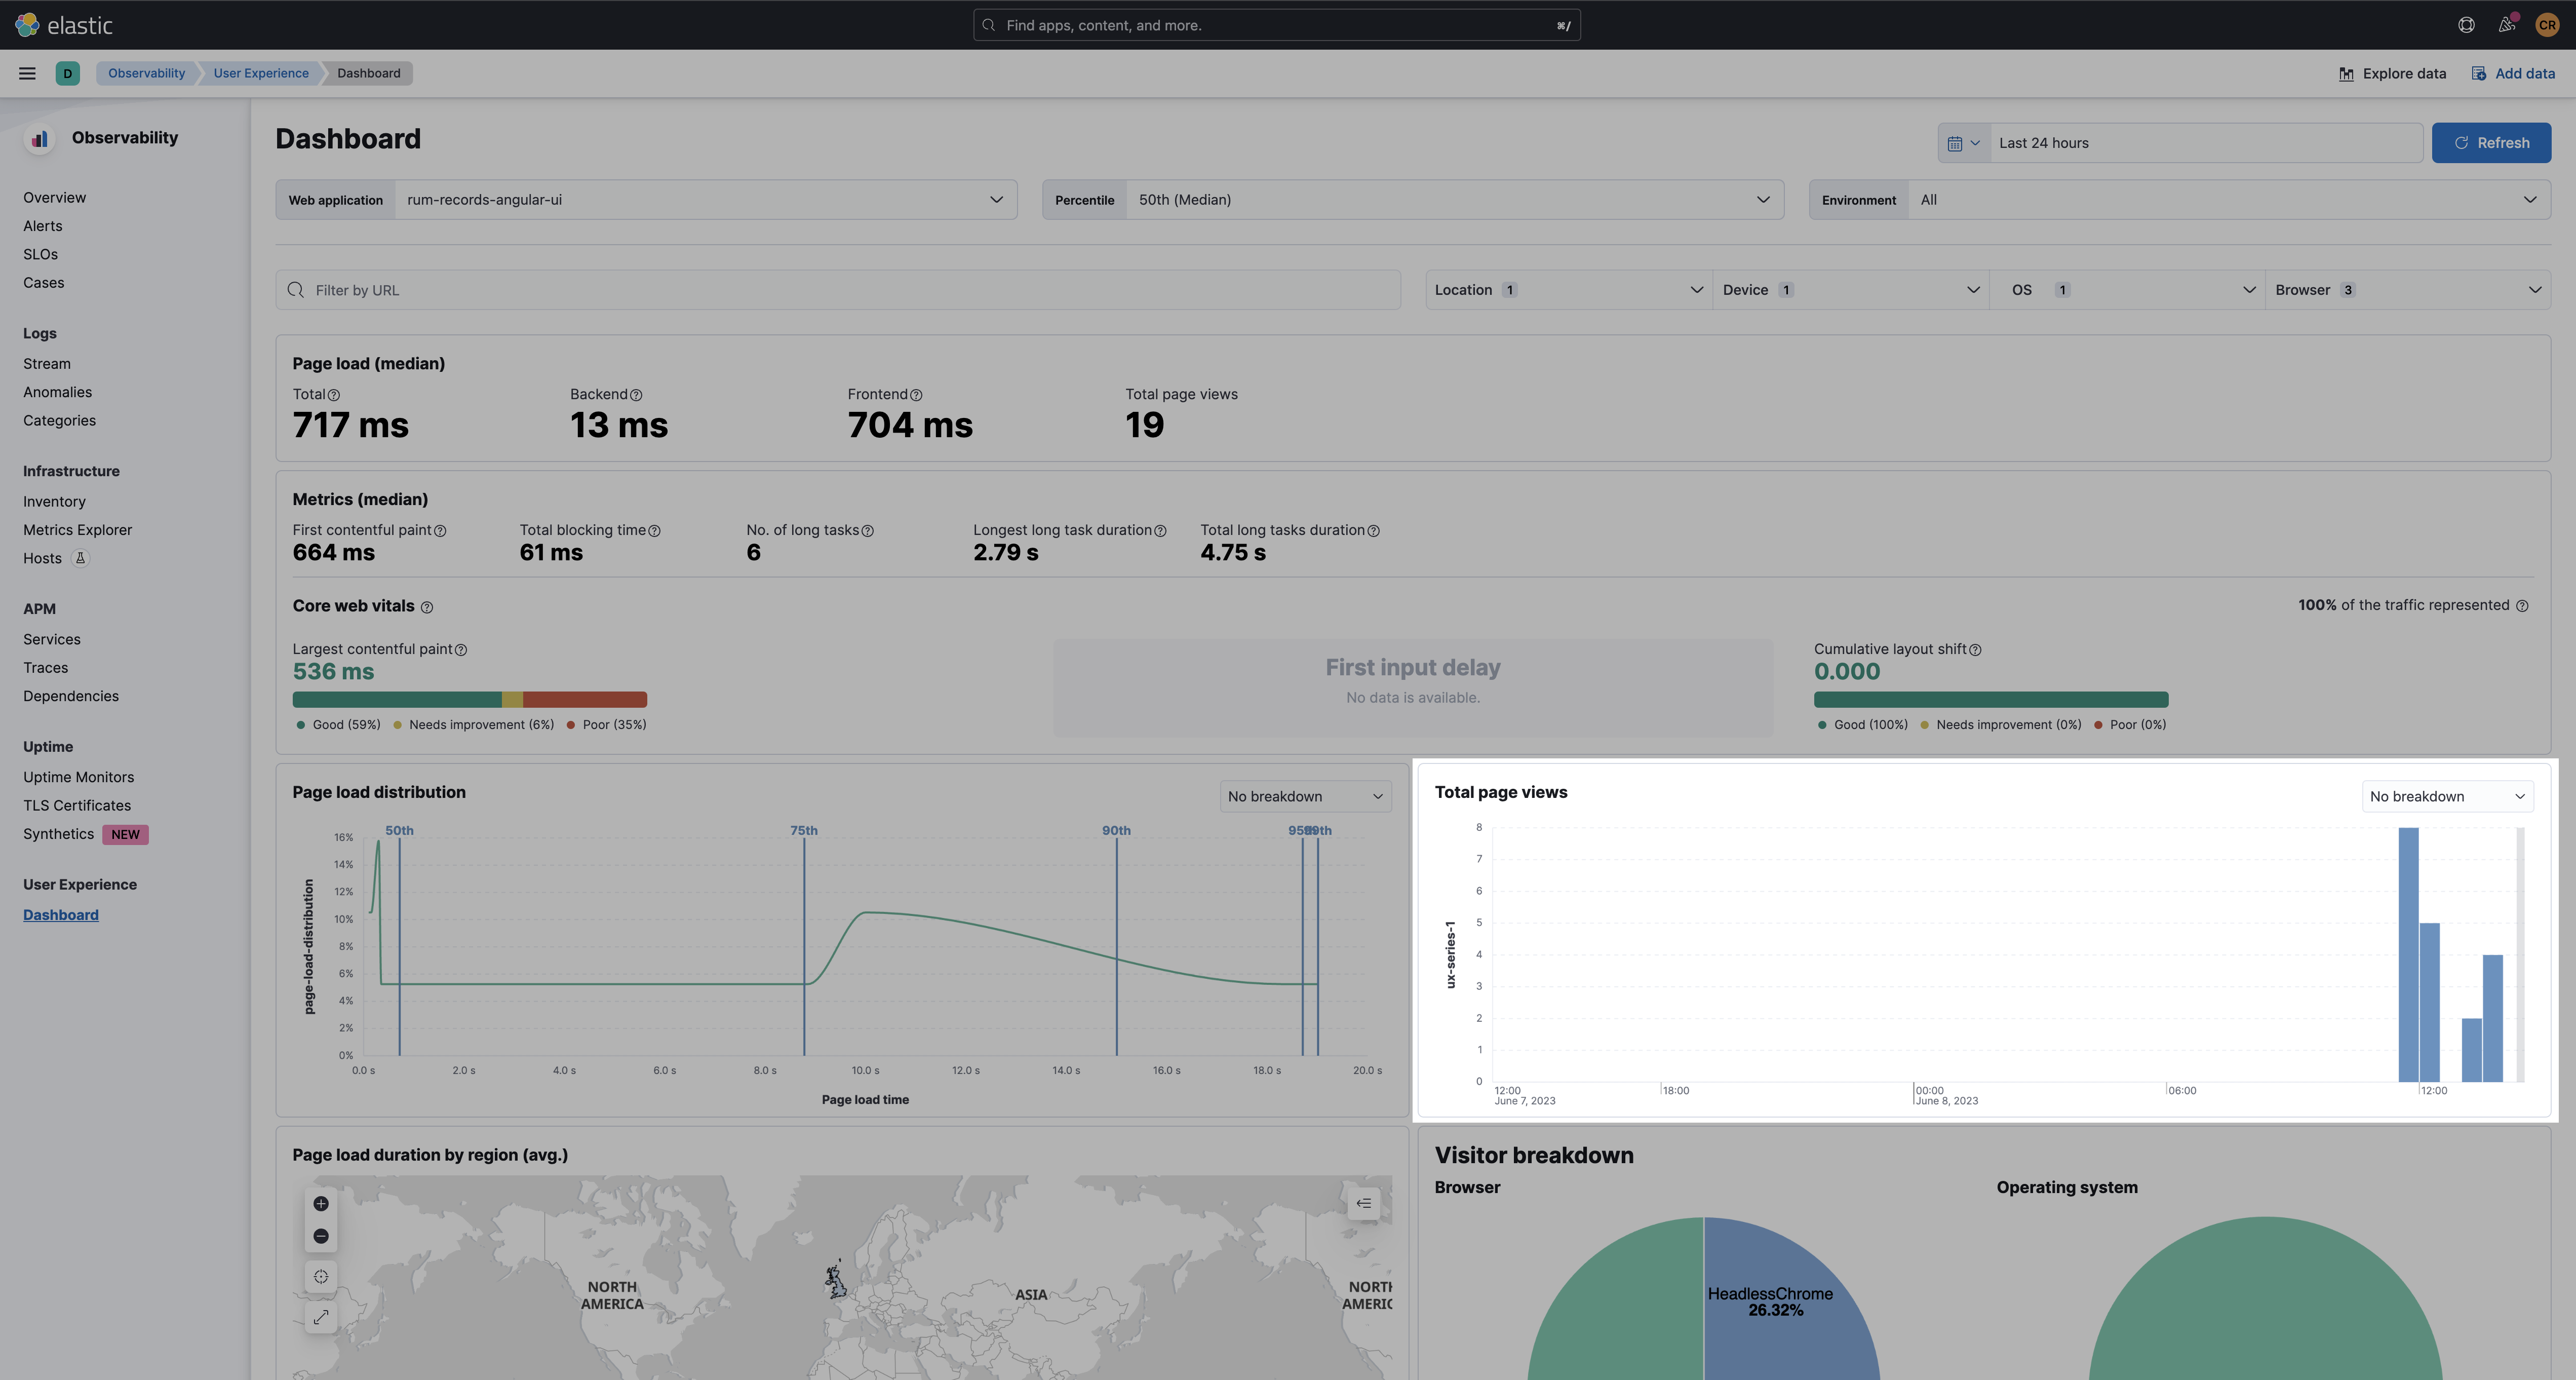 elastic
Find apps, content, and more.
⌘/
CR
D
Observability
User Experience
Dashboard
Explore data
Add data
Observability
Overview
Alerts
SLOs
Cases
Logs
Stream
Anomalies
Categories
Infrastructure
Inventory
Metrics Explorer
Hosts
APM
Services
Traces
Dependencies
Uptime
Uptime Monitors
TLS Certificates
Synthetics NEW
User Experience
Dashboard
Dashboard
Last 24 hours
Refresh
Web application rum-records-angular-ui
Percentile 50th (Median)
Environment All
Filter by URL
Location 1
Device 1
OS 1
Browser 3
Page load (median)
Total Backend Frontend Total page views
717 ms 13 ms 704 ms 19
Metrics (median)
First contentful paint Total blocking time No. of long tasks Longest long task duration Total long tasks duration
664 ms 61 ms 6 2.79 s 4.75 s
Core web vitals
100% of the traffic represented
Largest contentful paint
536 ms
Good (59%) Needs improvement (6%) Poor (35%)
First input delay
No data is available.
Cumulative layout shift
0.000
Good (100%) Needs improvement (0%) Poor (0%)
Page load distribution
No breakdown
50th 75th 90th 95th 99th
16%
14%
12%
10%
8%
6%
4%
2%
0%
page-load-distribution
0.0 s 2.0 s 4.0 s 6.0 s 8.0 s 10.0 s 12.0 s 14.0 s 16.0 s 18.0 s 20.0 s
Page load time
Total page views
No breakdown
8
7
6
5
4
3
2
1
0
ux-series-1
12:00 18:00 00:00 06:00 12:00
June 7, 2023 June 8, 2023
Page load duration by region (avg.)
NORTH
AMERICA
ASIA
NORTH
AMERIC
Visitor breakdown
Browser
HeadlessChrome
26.32%
Operating system